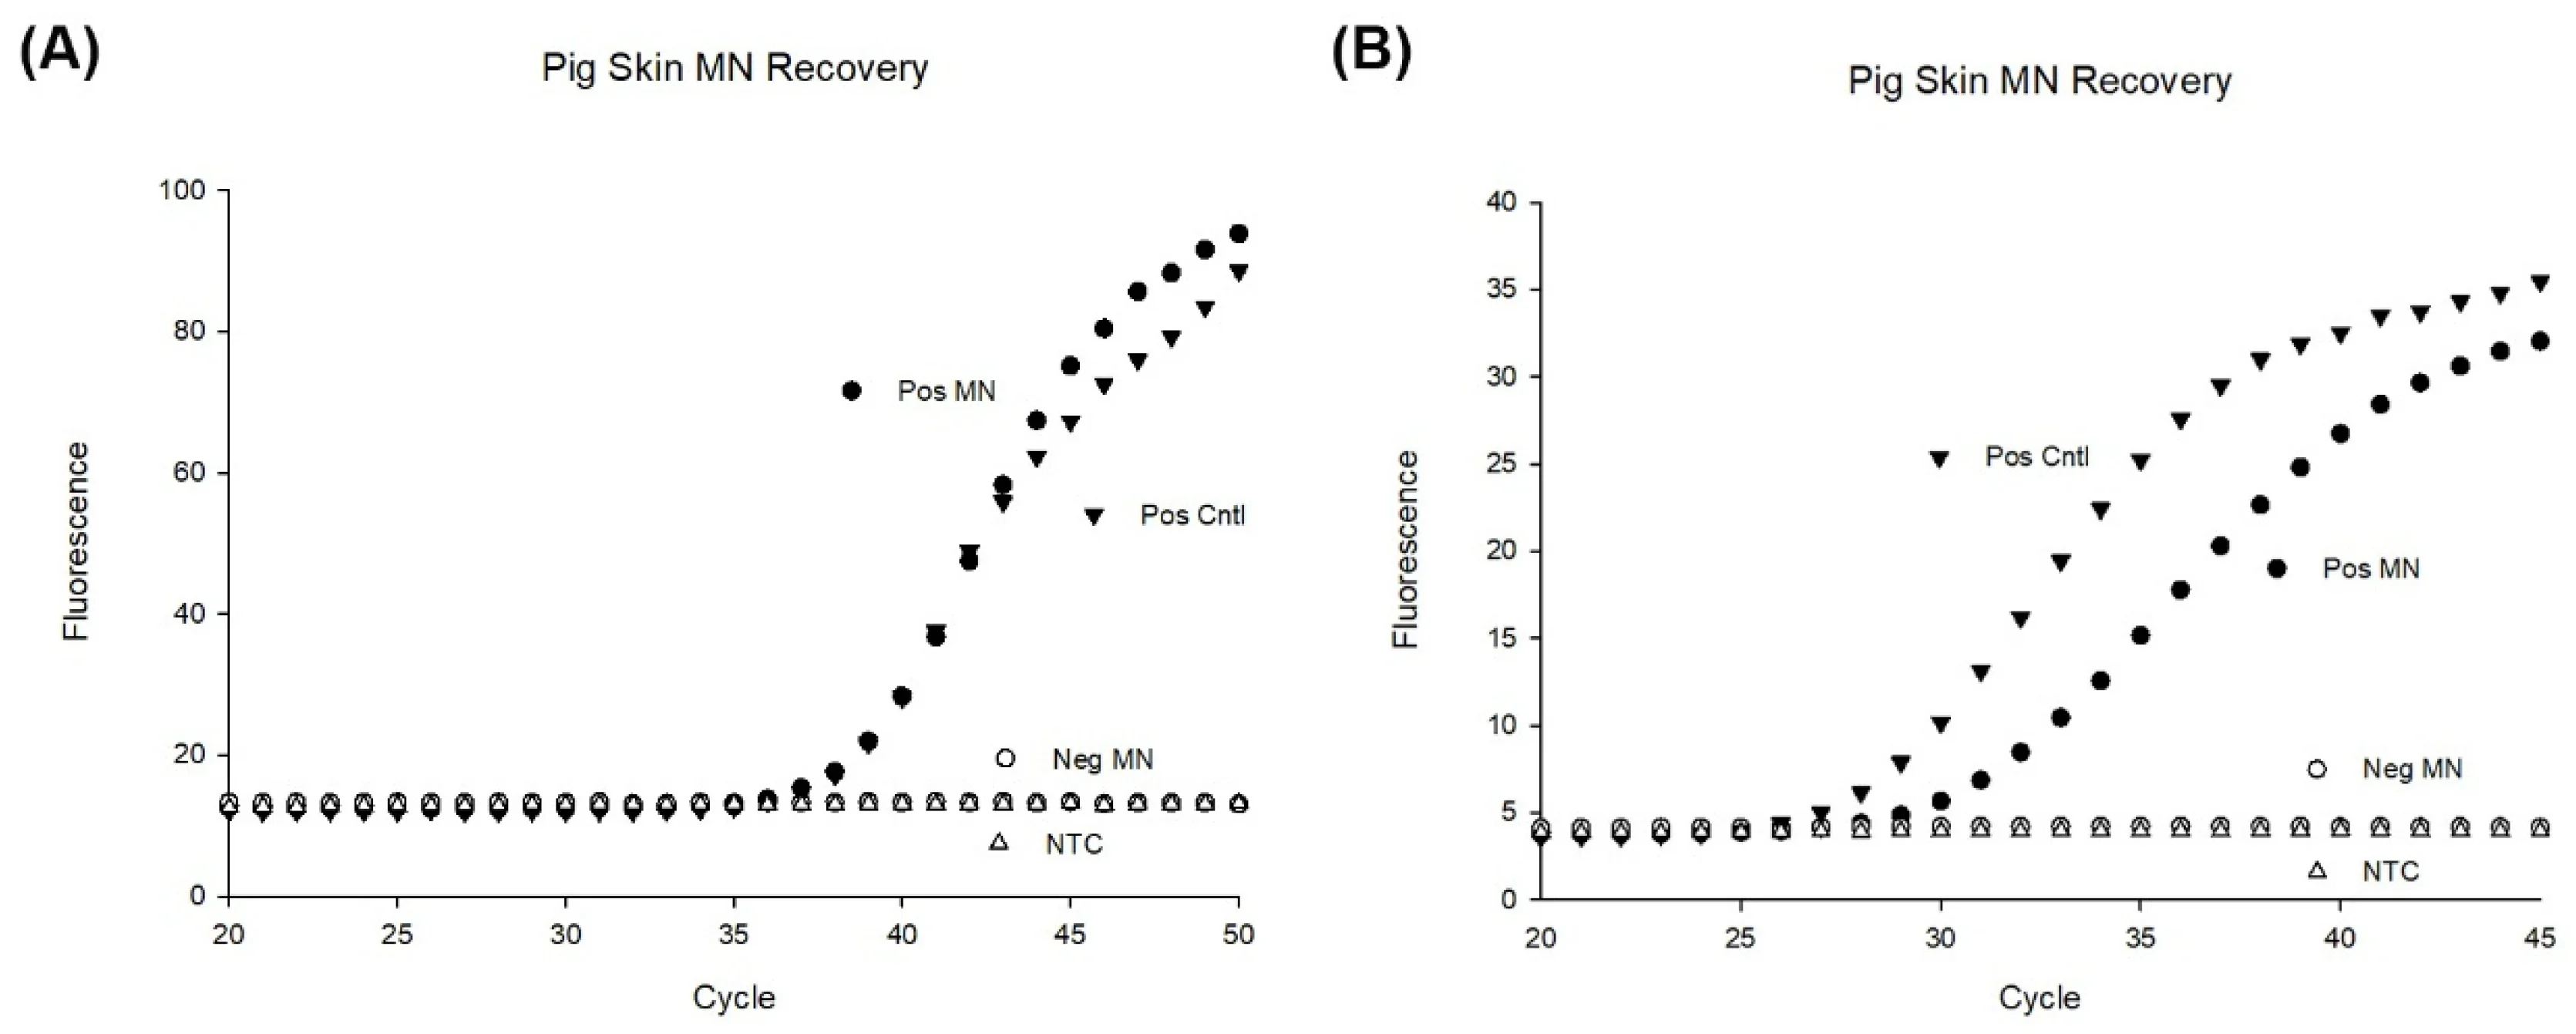 (A)
Pig Skin MN Recovery
100
80
60
40
20
0
Fluorescence
Pos MN
Pos Cntl
Neg MN
NTC
20 25 30 35 40 45 50
Cycle
(B)
Pig Skin MN Recovery
40
35
30
25
20
15
10
5
0
Fluorescence
Pos Cntl
Pos MN
Neg MN
NTC
20 25 30 35 40 45
Cycle